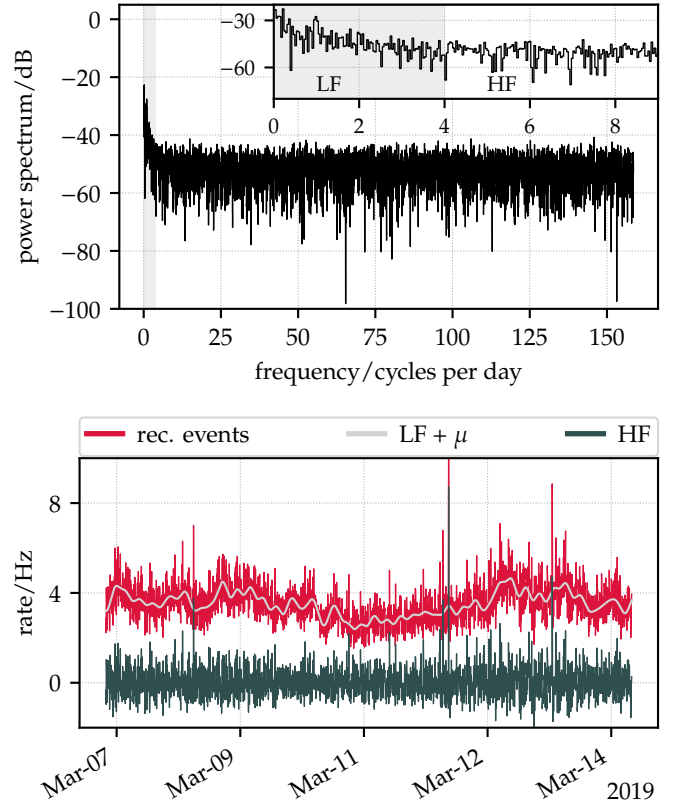 0
−20
−40
−60
−80
−100
power spectrum/dB
−30
−60
LF
HF
0 2 4 6 8
0 25 50 75 100 125 150
frequency/cycles per day
rec. events LF + μ HF
8
4
0
rate/Hz
Mar-07 Mar-09 Mar-11 Mar-12 Mar-14
2019